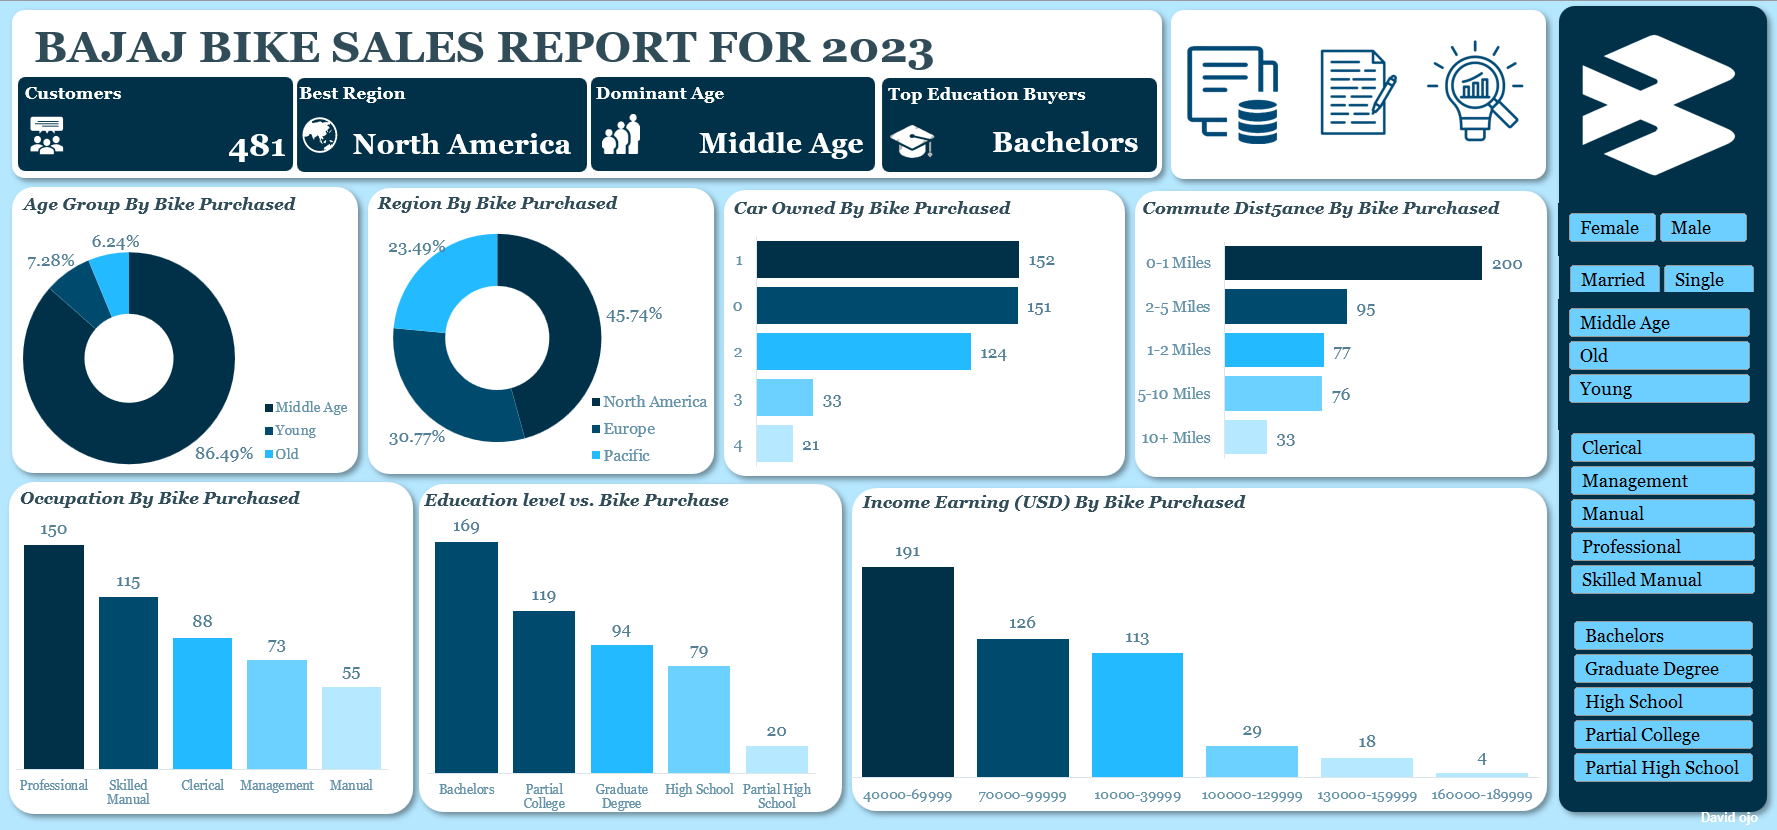 BAJAJ BIKE SALES REPORT FOR 2023
Customers
481
Best Region
North America
Dominant Age
Middle Age
Top Education Buyers
Bachelors
Female
Male
Married
Single
Middle Age
Old
Young
Clerical
Management
Manual
Professional
Skilled Manual
Bachelors
Graduate Degree
High School
Partial College
Partial High School
Age Group By Bike Purchased
6.24%
7.28%
86.49%
Middle Age
Young
Old
Region By Bike Purchased
23.49%
45.74%
30.77%
North America
Europe
Pacific
Car Owned By Bike Purchased
1 152
0 151
2 124
3 33
4 21
Commute Dist5ance By Bike Purchased
0-1 Miles 200
2-5 Miles 95
1-2 Miles 77
5-10 Miles 76
10+ Miles 33
Occupation By Bike Purchased
150
115
88
73
55
Professional
Skilled
Manual
Clerical
Management
Manual
Education level vs. Bike Purchase
169
119
94
79
20
Bachelors
Partial
College
Graduate
Degree
High School
Partial High
School
Income Earning (USD) By Bike Purchased
191
126
113
29
18
4
40000-69999
70000-99999
10000-39999
100000-129999
130000-159999
160000-189999
David ojo